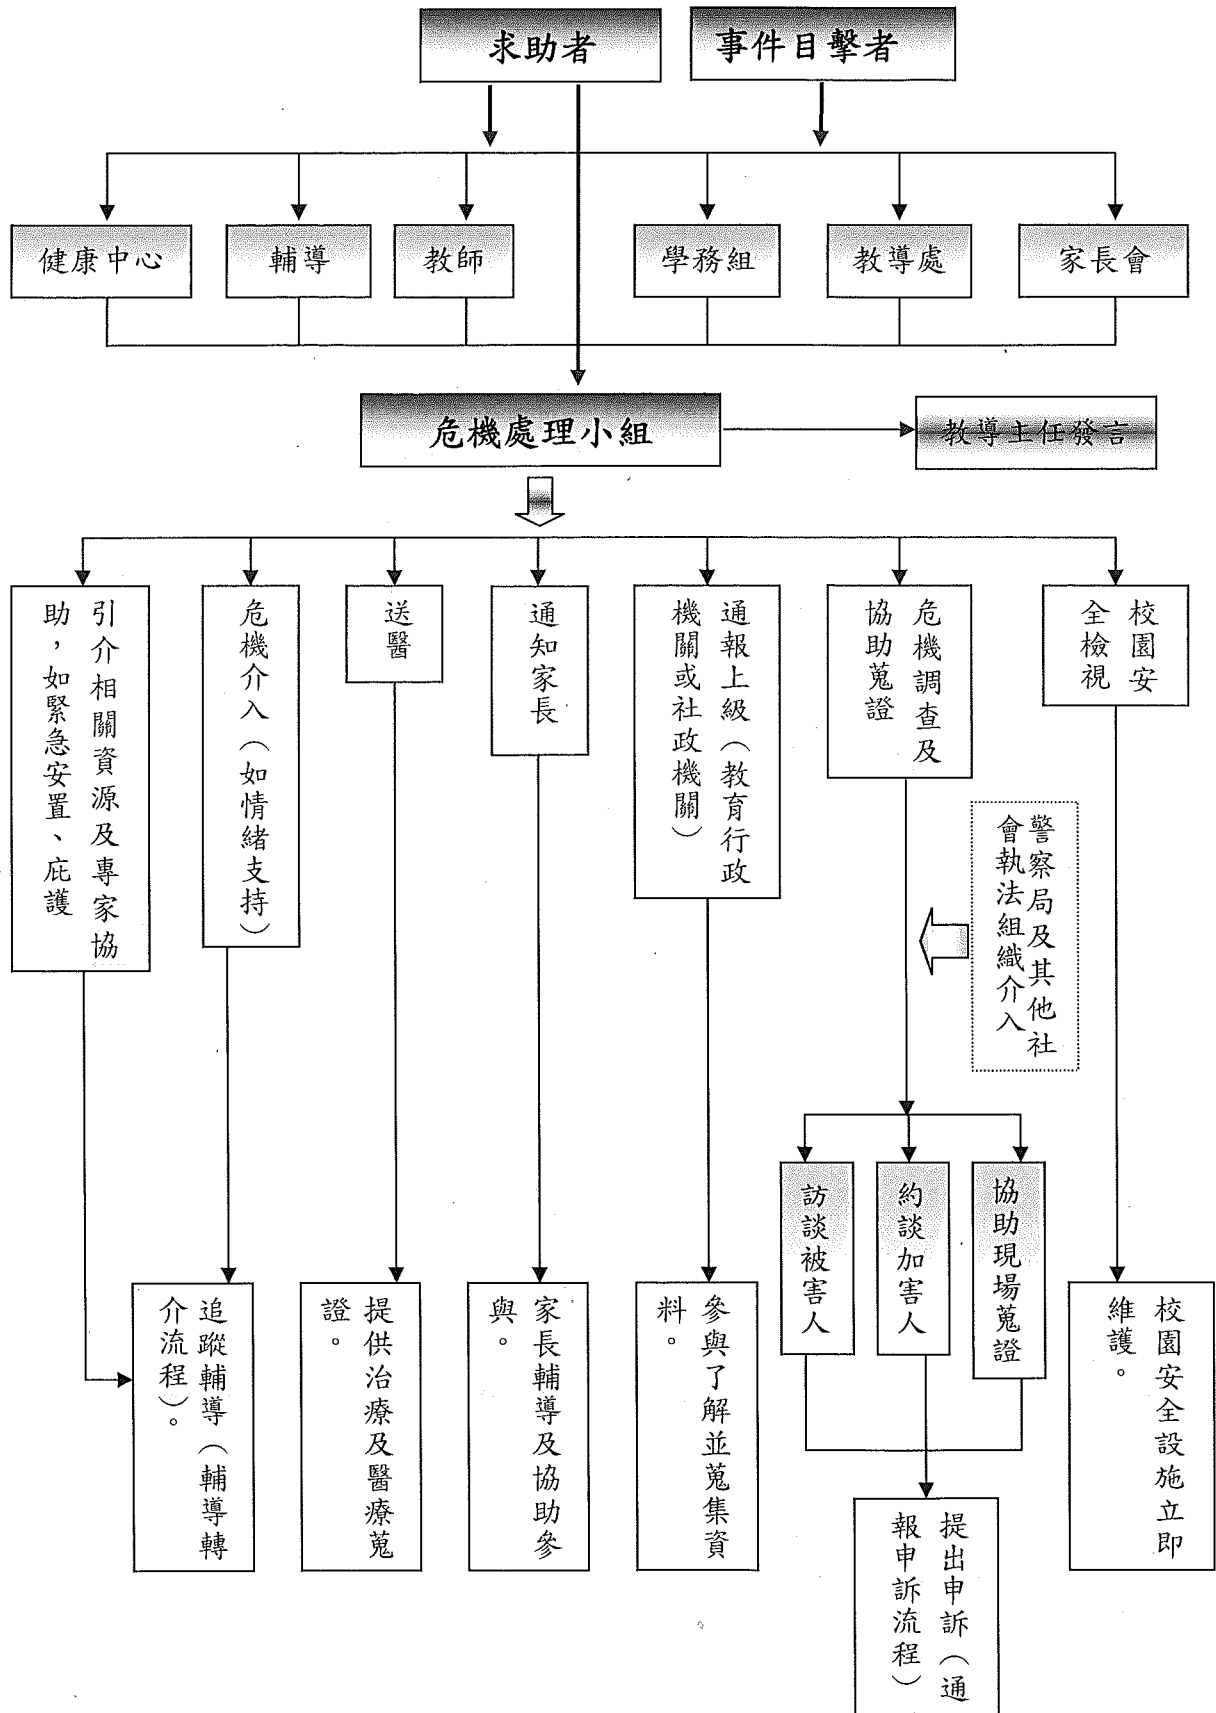 求助者
事件目擊者
健康中心
輔導
教師
學務組
教導處
家長會
危機處理小組
教導主任發言
引介相關資源及專家協
助，如緊急安置、庇護
危機介入（如情緒支持）
送醫
通知家長
通報上級（教育行政
機關或社政機關）
危機調查及
協助蒐證
校園安
全檢視
警察局及其他社
會執法組織介入
訪談被害人
約談加害人
協助現場蒐證
追蹤輔導（輔導轉
介流程）。
提供治療及醫療蒐
證。
家長輔導及協助參
與。
參與了解並蒐集資
料。
校園安全設施立即
維護。
提出申訴（通
報申訴流程）